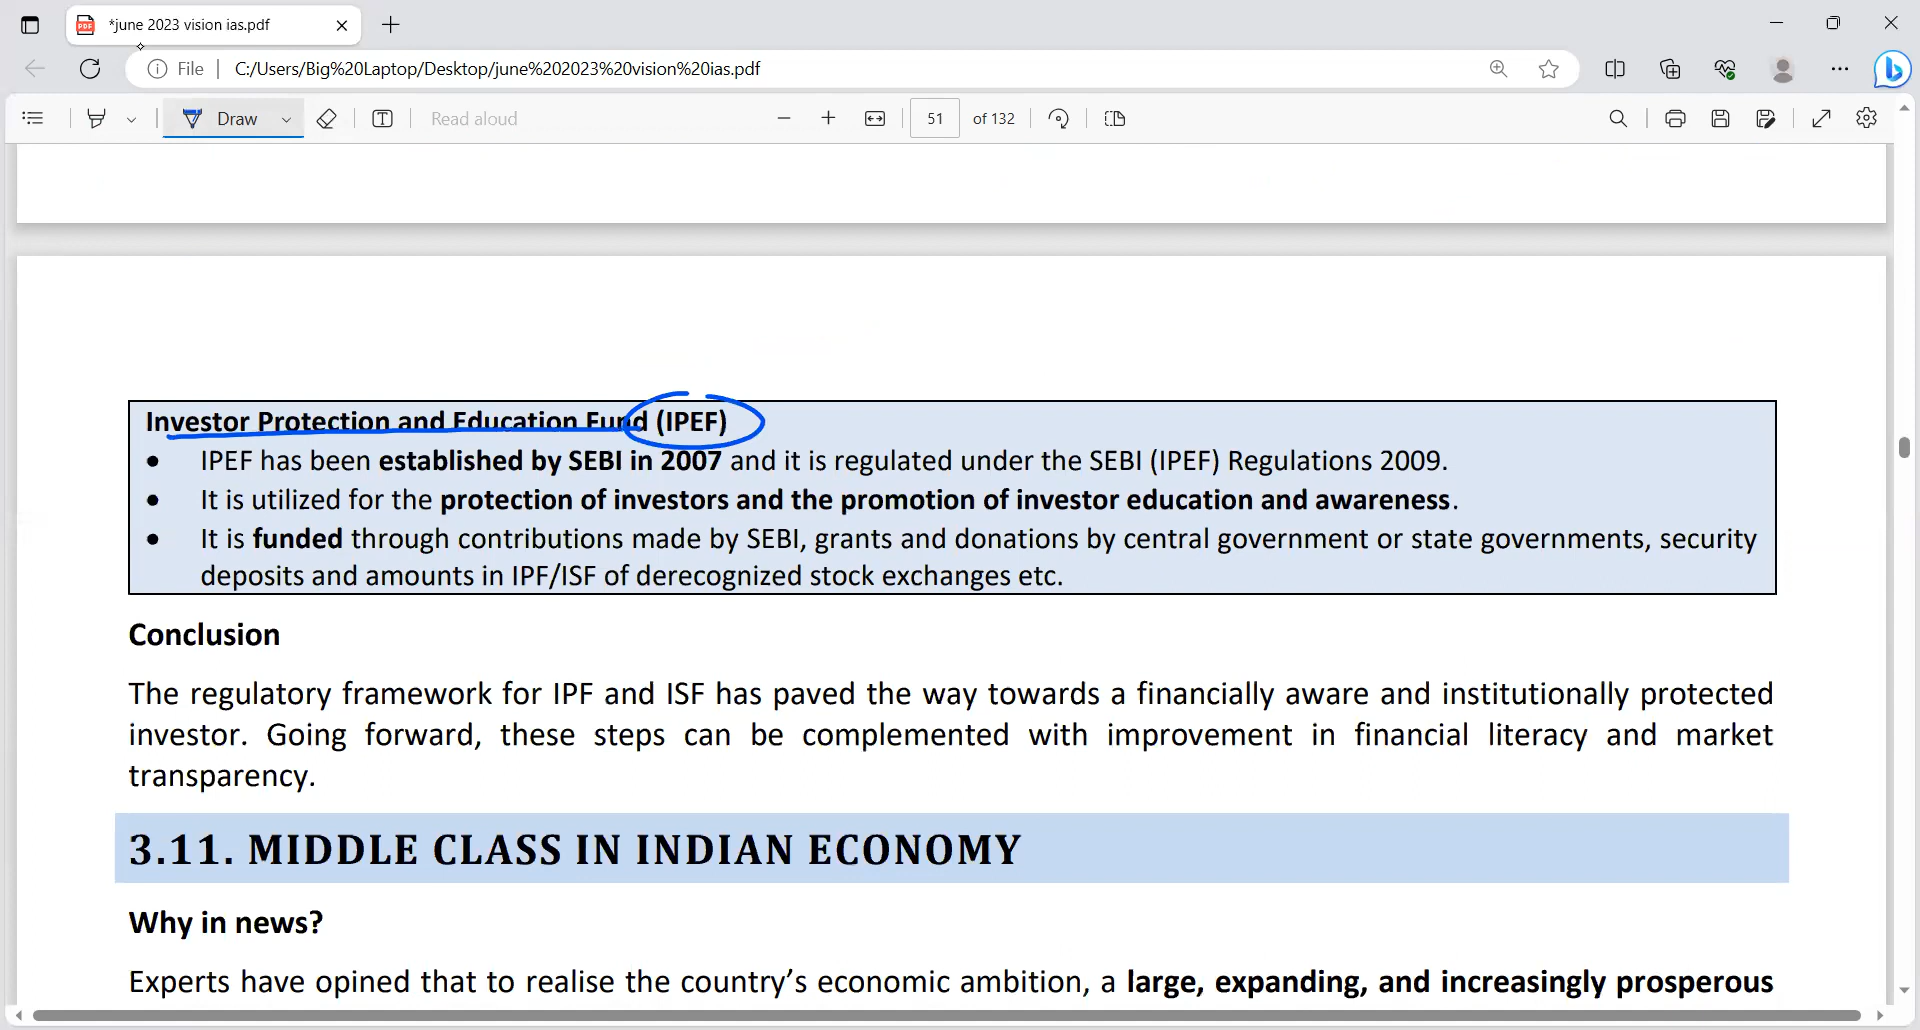 *june 2023 vision ias.pdf
File
C:/Users/Big%20Laptop/Desktop/june%202023%20vision%20ias.pdf
Draw
Read aloud
51 of 132
Investor Protection and Education Fund (IPEF)
• IPEF has been established by SEBI in 2007 and it is regulated under the SEBI (IPEF) Regulations 2009.
• It is utilized for the protection of investors and the promotion of investor education and awareness.
• It is funded through contributions made by SEBI, grants and donations by central government or state governments, security
deposits and amounts in IPF/ISF of derecognized stock exchanges etc.
Conclusion
The regulatory framework for IPF and ISF has paved the way towards a financially aware and institutionally protected
investor. Going forward, these steps can be complemented with improvement in financial literacy and market
transparency.
3.11. MIDDLE CLASS IN INDIAN ECONOMY
Why in news?
Experts have opined that to realise the country's economic ambition, a large, expanding, and increasingly prosperous